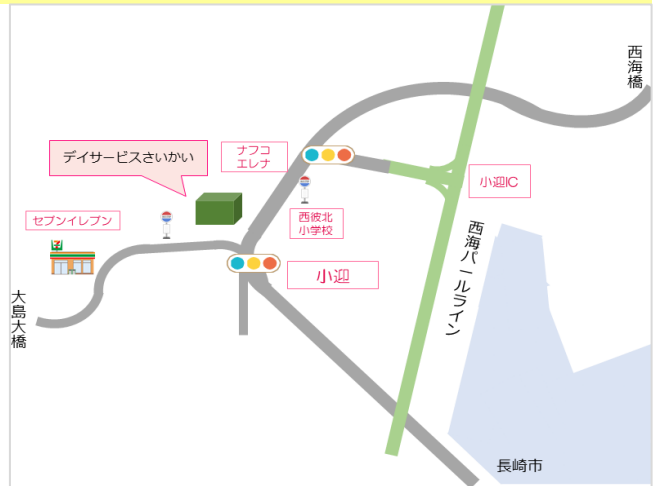 西海橋
ナフコ
エレナ
デイサービスさいかい
小迎IC
セブンイレブン
西彼北
小学校
西海パールライン
小迎
大島大橋
長崎市